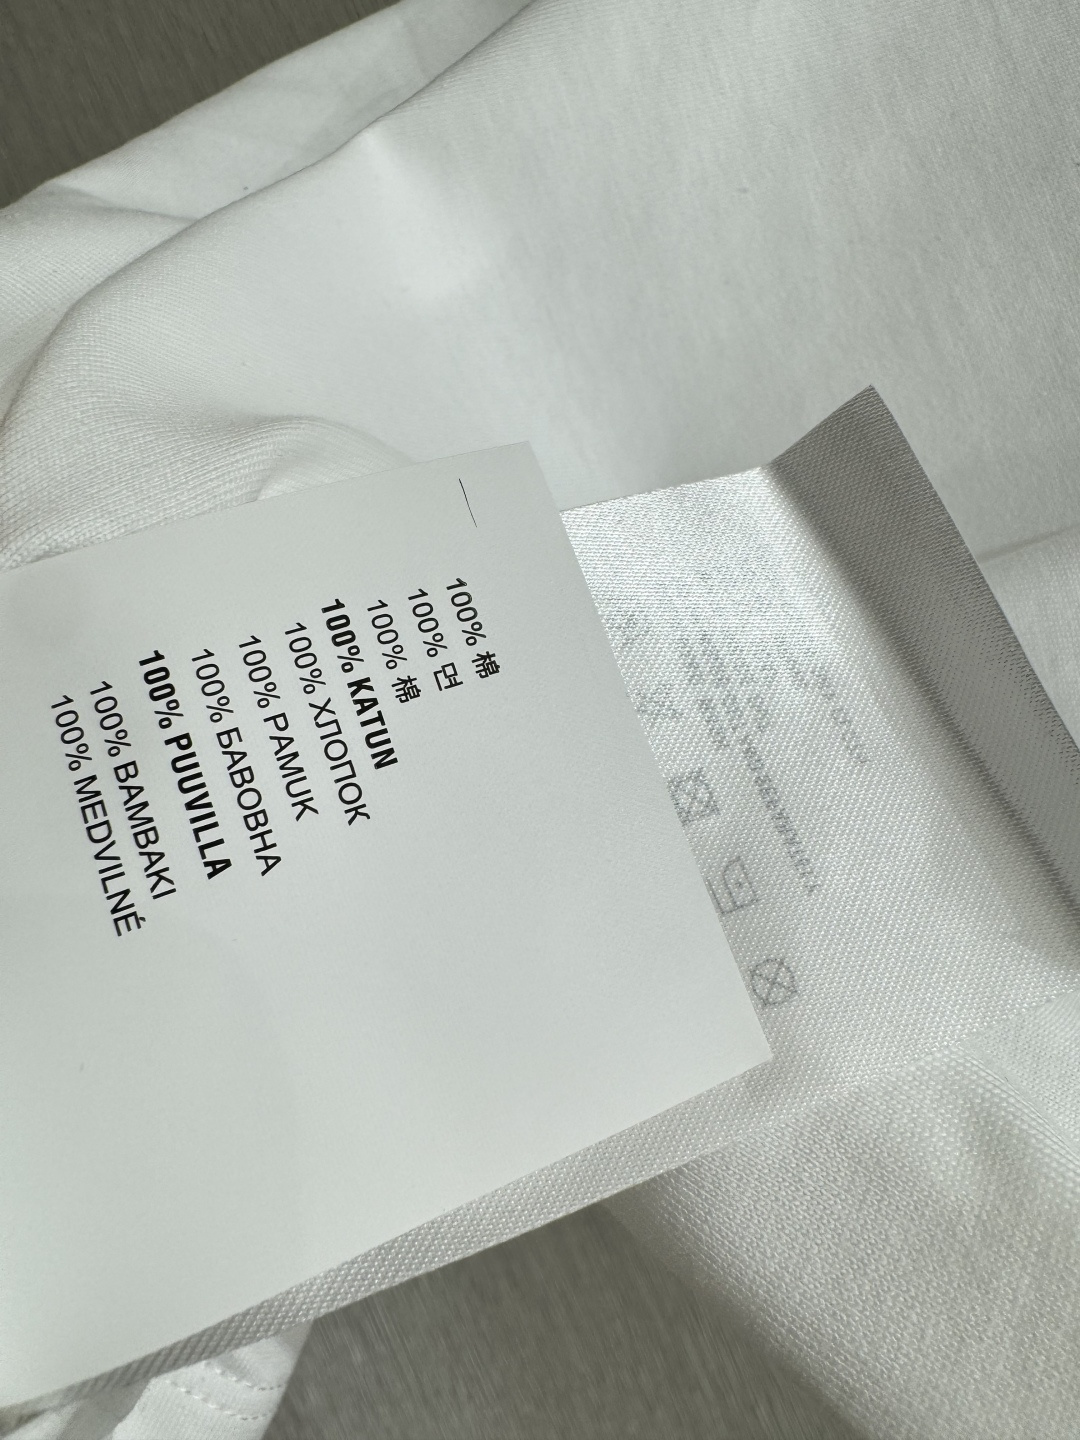 100% 棉
100% 면
100% 棉
100% KATUN
100% ХЛОПОК
100% PAMUK
100% БАВОВНА
100% PUUVILLA
100% BAMBAKI
100% MEDVILNÉ